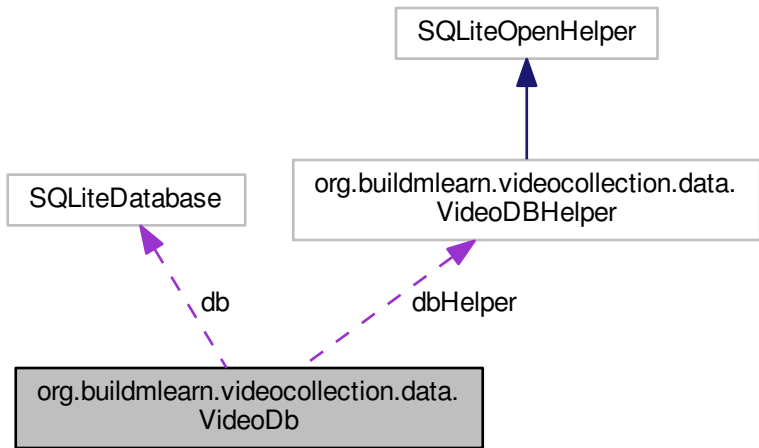 SQLiteOpenHelper
org.buildmlearn.videocollection.data.
VideoDBHelper
SQLiteDatabase
db
dbHelper
org.buildmlearn.videocollection.data.
VideoDb